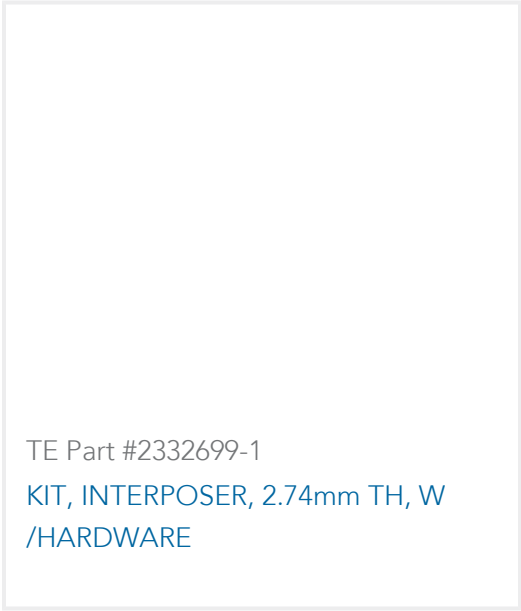 TE Part #2332699-1
KIT, INTERPOSER, 2.74mm TH, W
/HARDWARE